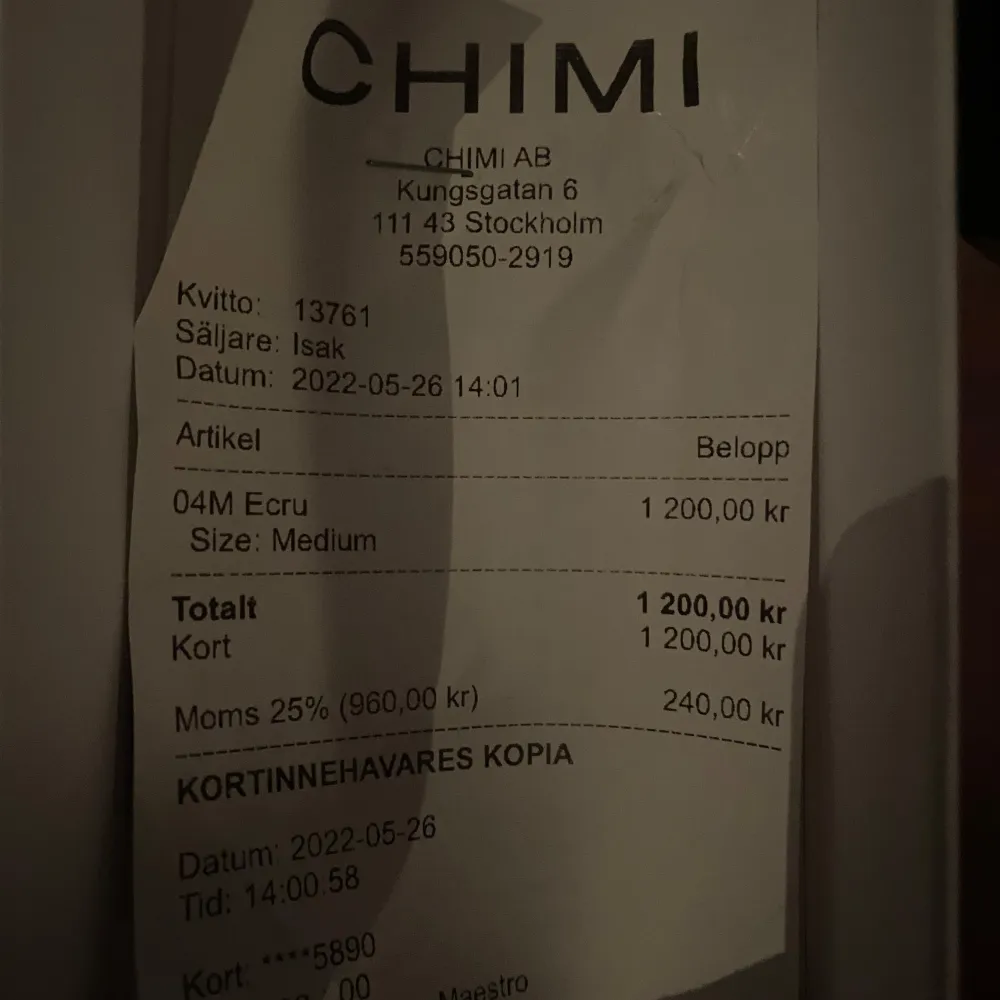 CHIMI
CHIMI AB
Kungsgatan 6
111 43 Stockholm
559050-2919
Kvitto: 13761
Säljare: Isak
Datum: 2022-05-26 14:01
Artikel Belopp
04M Ecru 1 200,00 kr
Size: Medium
Totalt 1 200,00 kr
Kort 1 200,00 kr
Moms 25% (960,00 kr) 240,00 kr
KORTINNEHAVARES KOPIA
Datum: 2022-05-26
Tid: 14:00:58
Kort: ****5890
Maestro